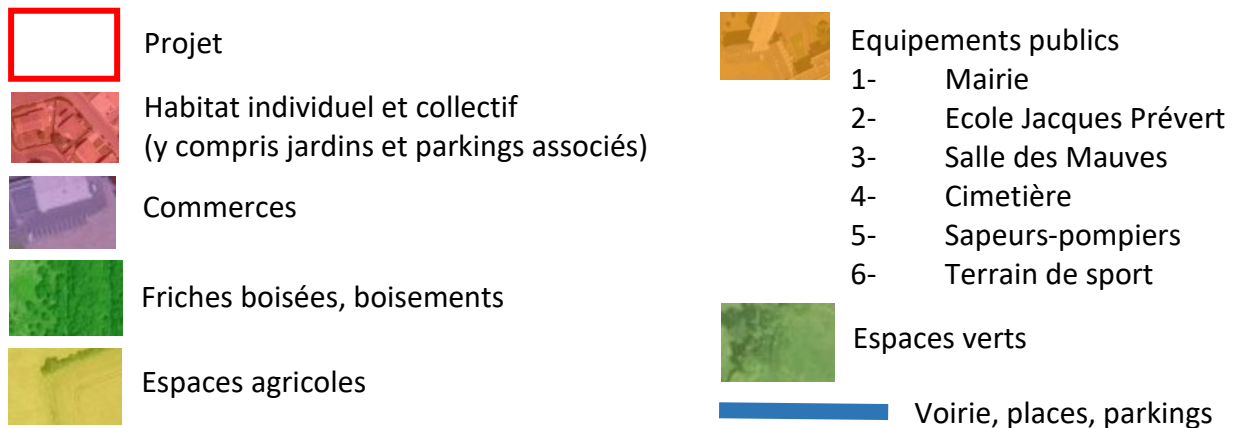 Projet
Habitat individuel et collectif
(y compris jardins et parkings associés)
Commerces
Friches boisées, boisements
Espaces agricoles
Equipements publics
1- Mairie
2- Ecole Jacques Prévert
3- Salle des Mauves
4- Cimetière
5- Sapeurs-pompiers
6- Terrain de sport
Espaces verts
Voirie, places, parkings